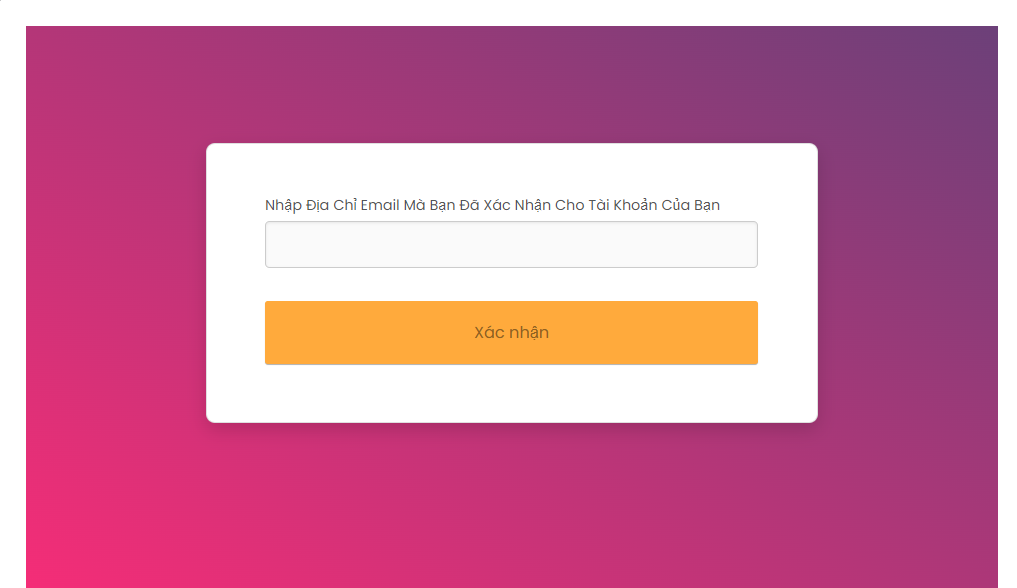 Nhập Địa Chỉ Email Mà Bạn Đã Xác Nhận Cho Tài Khoản Của Bạn
Xác nhận